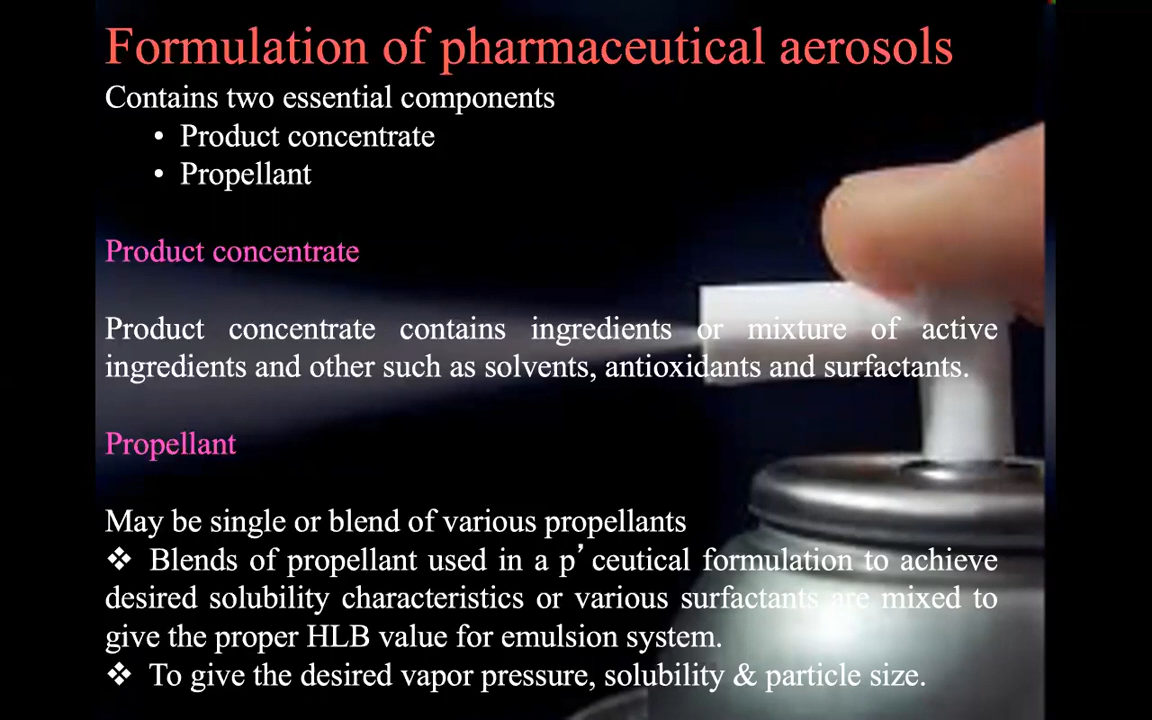 Formulation of pharmaceutical aerosols
Contains two essential components
• Product concentrate
• Propellant
Product concentrate
Product concentrate contains ingredients or mixture of active
ingredients and other such as solvents, antioxidants and surfactants.
Propellant
May be single or blend of various propellants
❖ Blends of propellant used in a p’ceutical formulation to achieve
desired solubility characteristics or various surfactants are mixed to
give the proper HLB value for emulsion system.
❖ To give the desired vapor pressure, solubility & particle size.